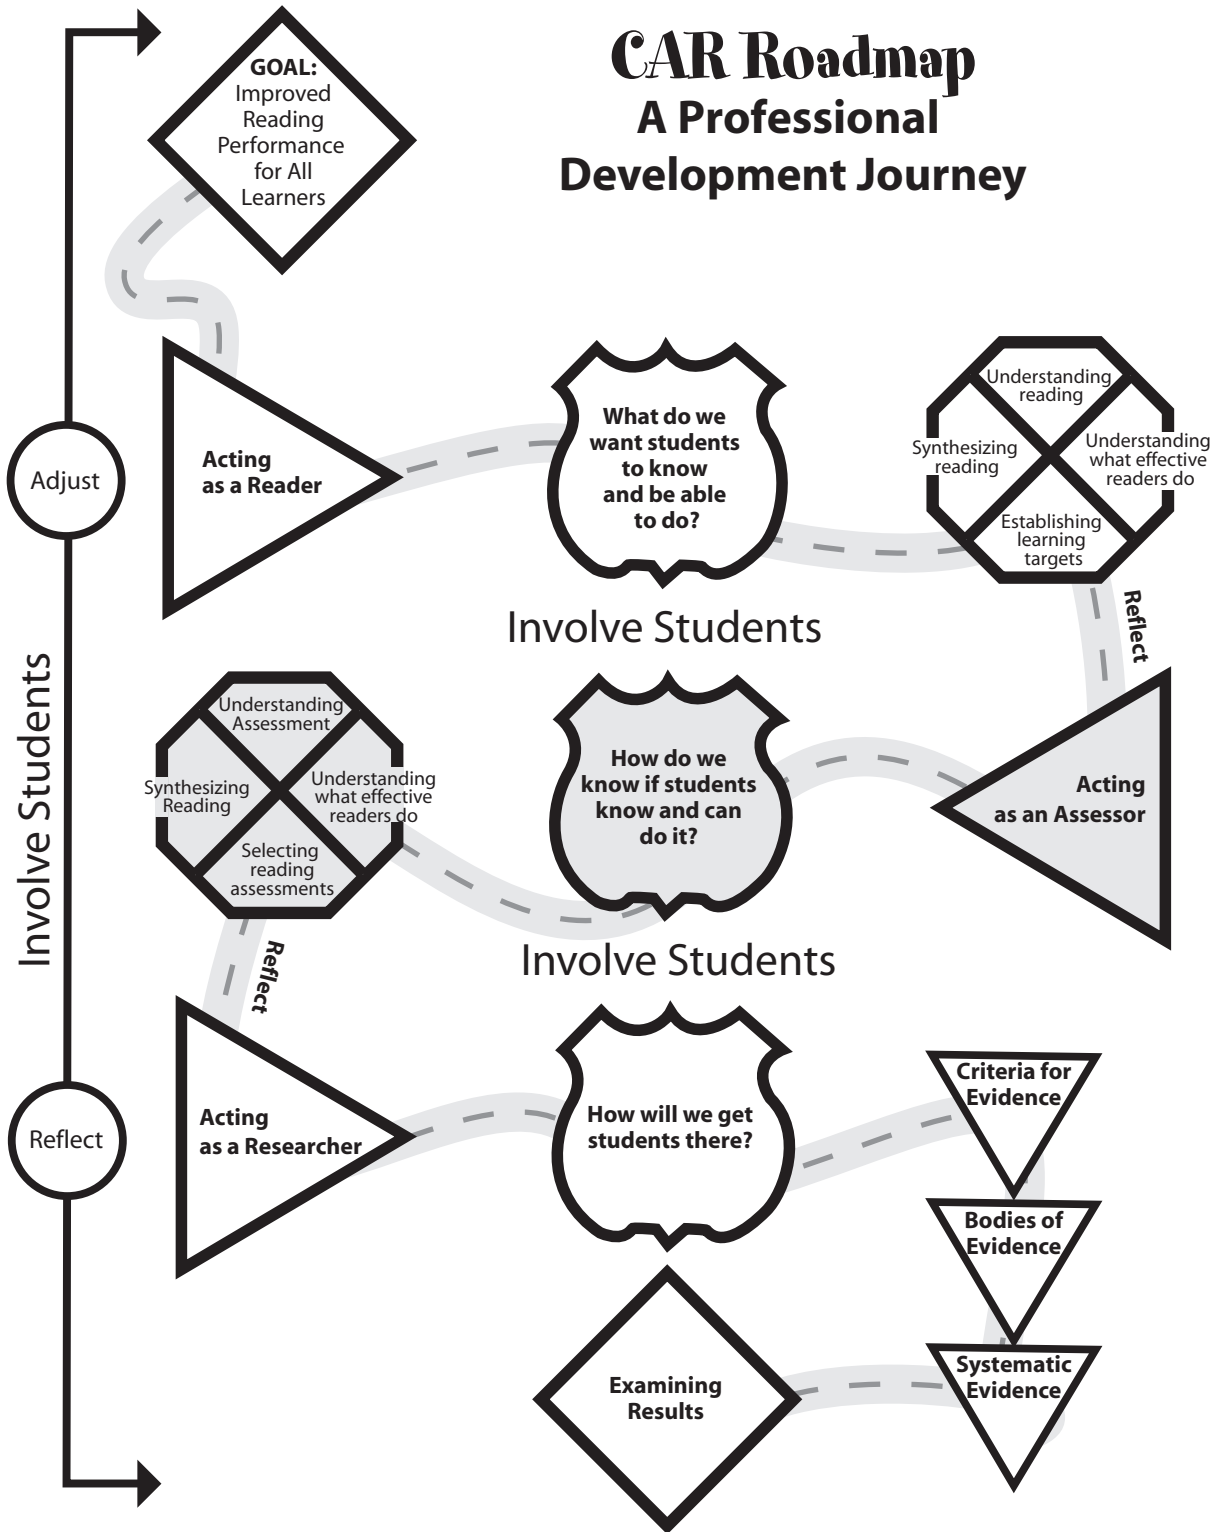 CAR Roadmap
A Professional
Development Journey
GOAL:
Improved
Reading
Performance
for All
Learners
Acting
as a Reader
What do we
want students
to know
and be able
to do?
Understanding
reading
Synthesizing
reading
Understanding
what effective
readers do
Establishing
learning
targets
Adjust
Involve Students
Reflect
Involve Students
Understanding
Assessment
Synthesizing
Reading
Understanding
what effective
readers do
Selecting
reading
assessments
How do we
know if students
know and can
do it?
Acting
as an Assessor
Involve Students
Reflect
Acting
as a Researcher
How will we get
students there?
Criteria for
Evidence
Bodies of
Evidence
Systematic
Evidence
Reflect
Examining
Results